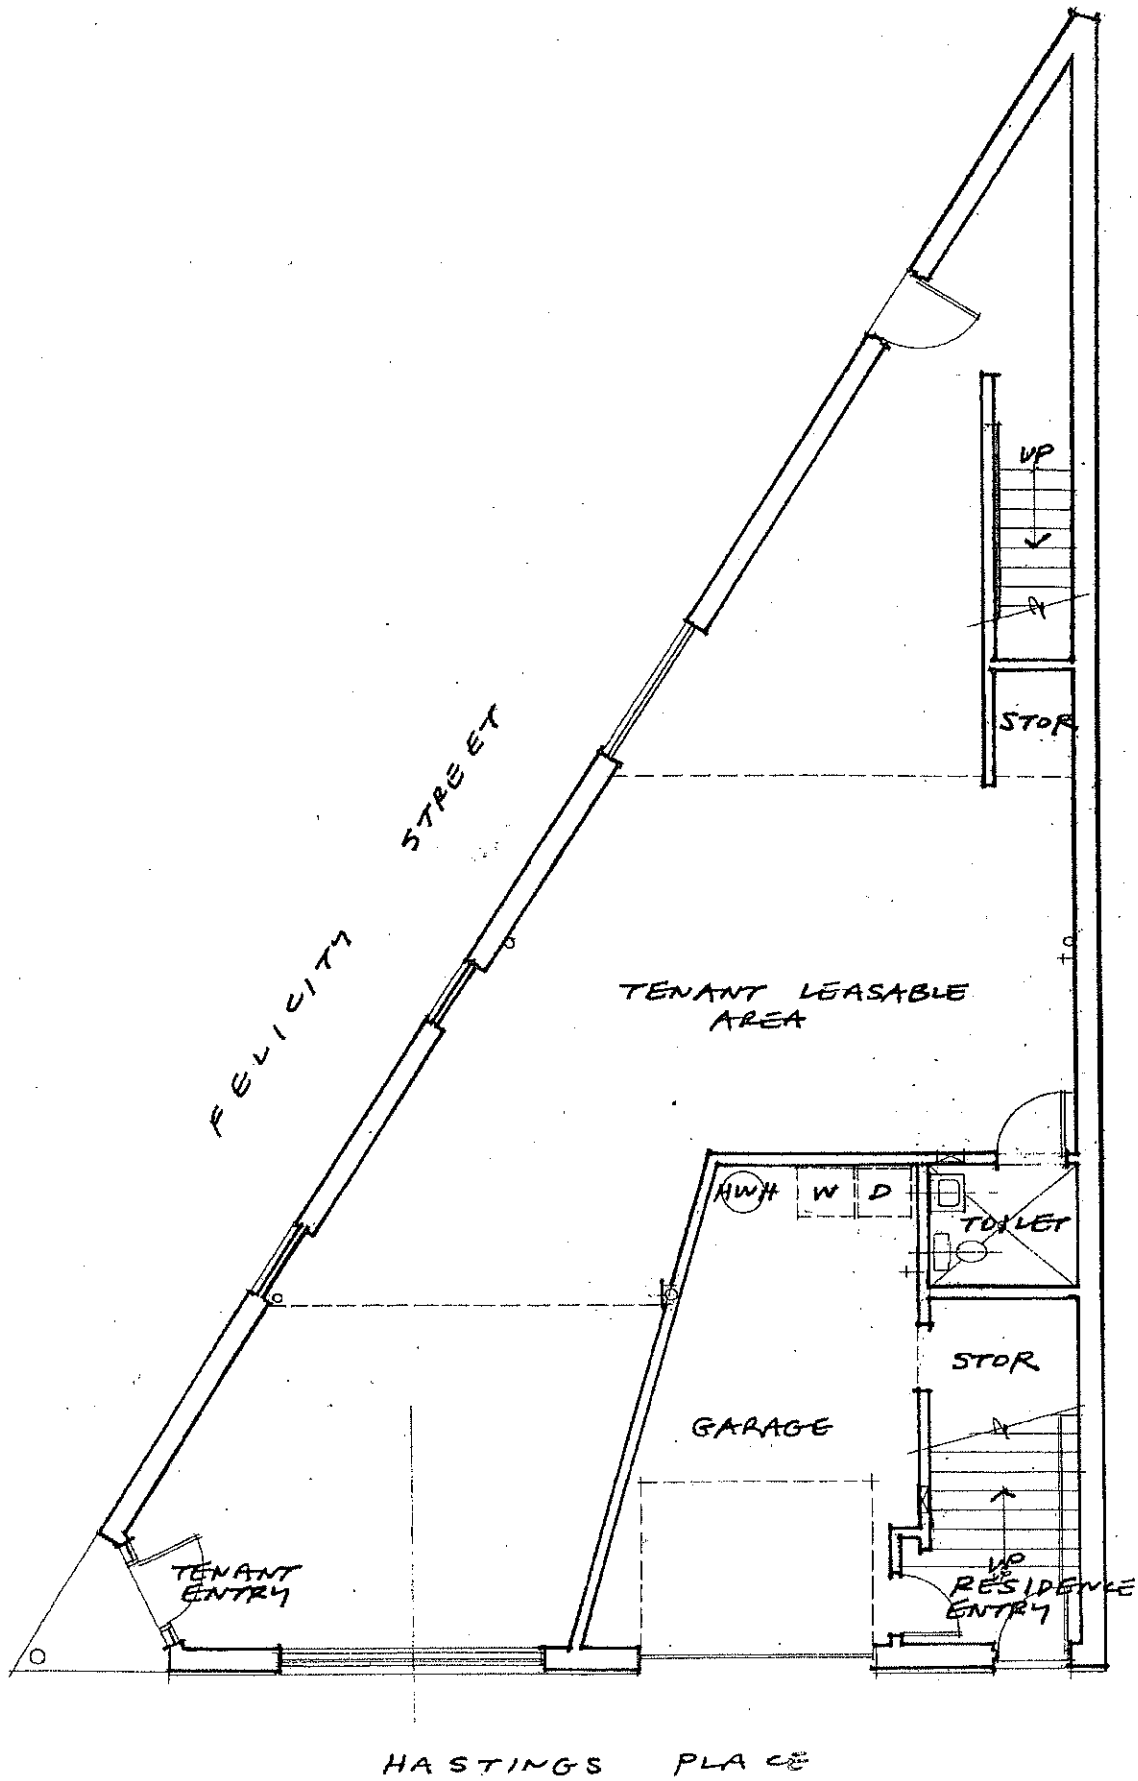 UP
STOR
FELICITY STREET
TENANT LEASABLE
AREA
HWH
W
D
TOILET
STOR
GARAGE
UP
TENANT
ENTRY
RESIDENCE
ENTRY
HASTINGS PLACE